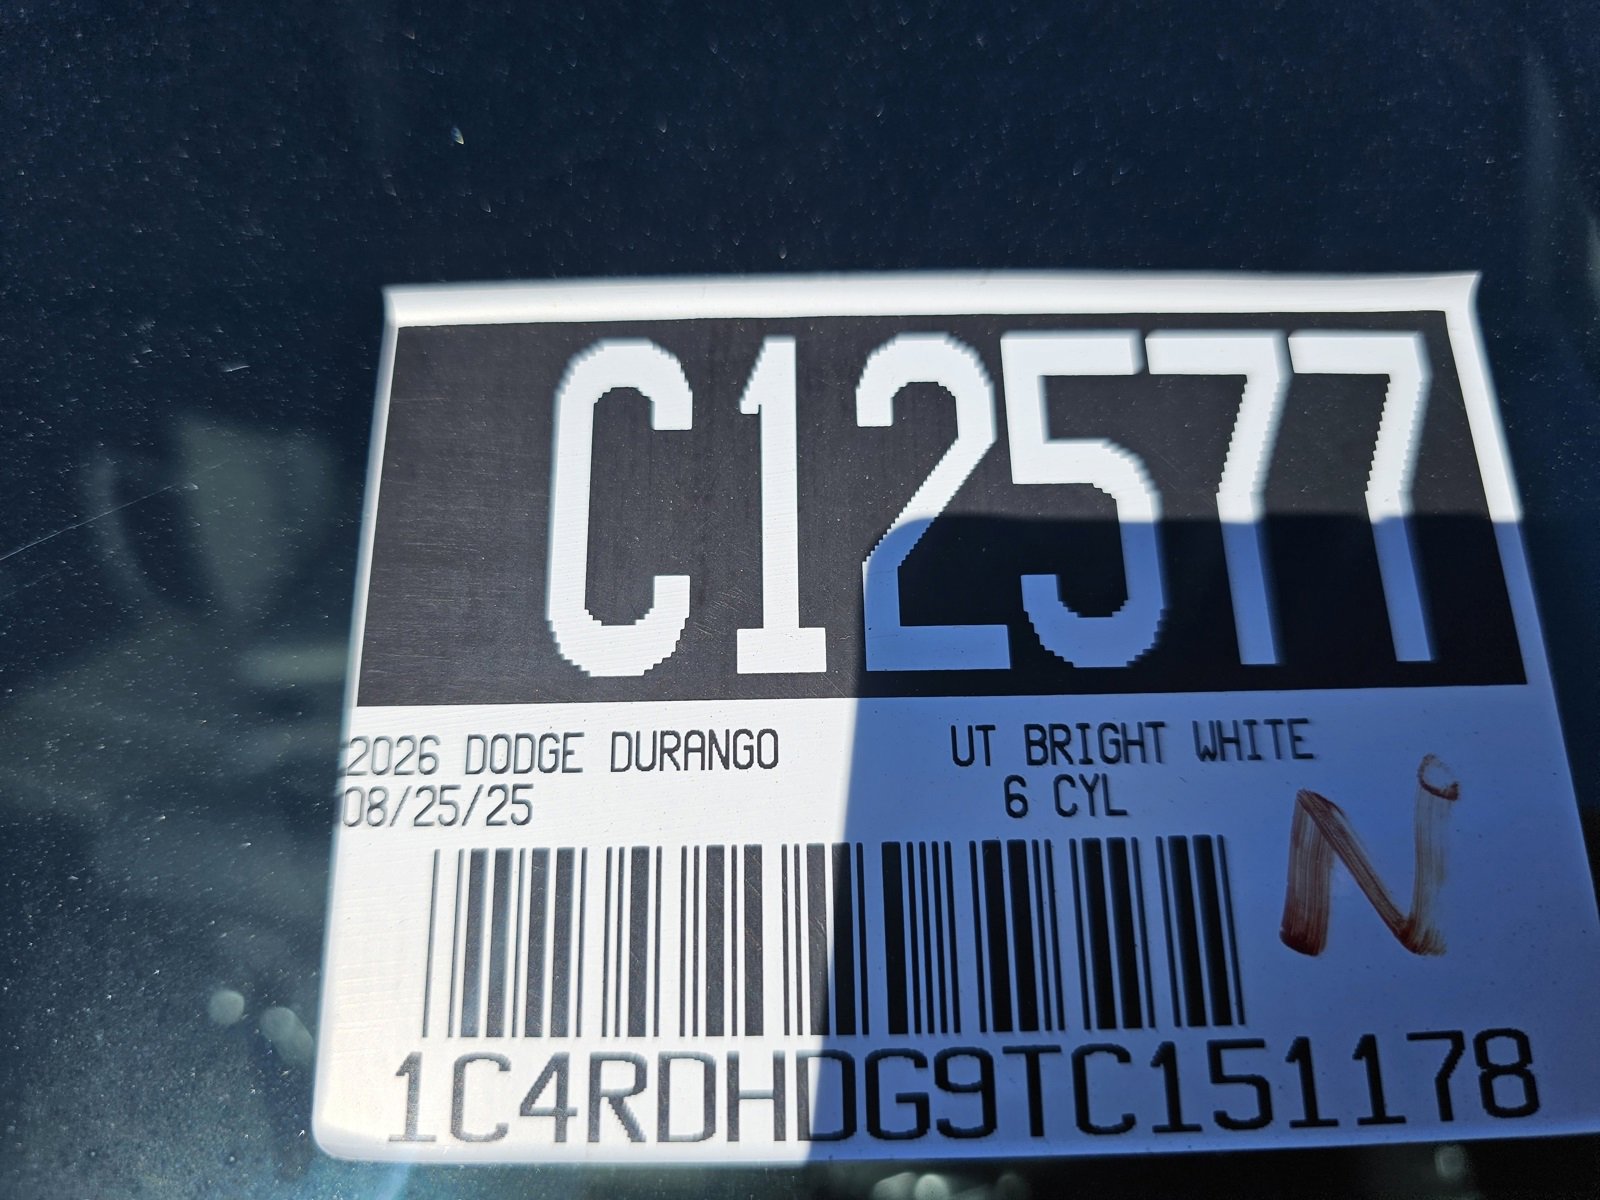 C12577
2026 DODGE DURANGO UT BRIGHT WHITE
08/25/25 6 CYL
N
1C4RDHDG9TC151178